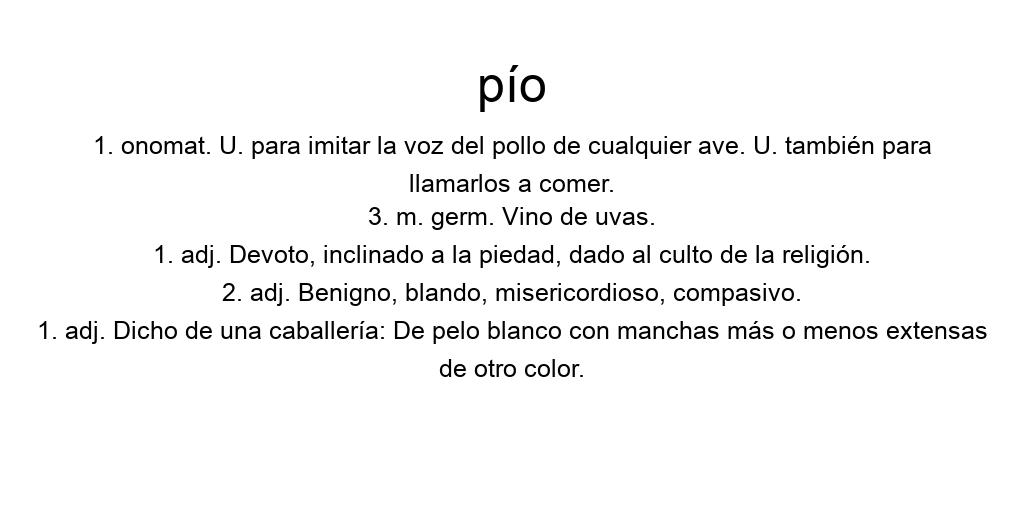 pío
1. onomat. U. para imitar la voz del pollo de cualquier ave. U. también para
llamarlos a comer.
3. m. germ. Vino de uvas.
1. adj. Devoto, inclinado a la piedad, dado al culto de la religión.
2. adj. Benigno, blando, misericordioso, compasivo.
1. adj. Dicho de una caballería: De pelo blanco con manchas más o menos extensas
de otro color.